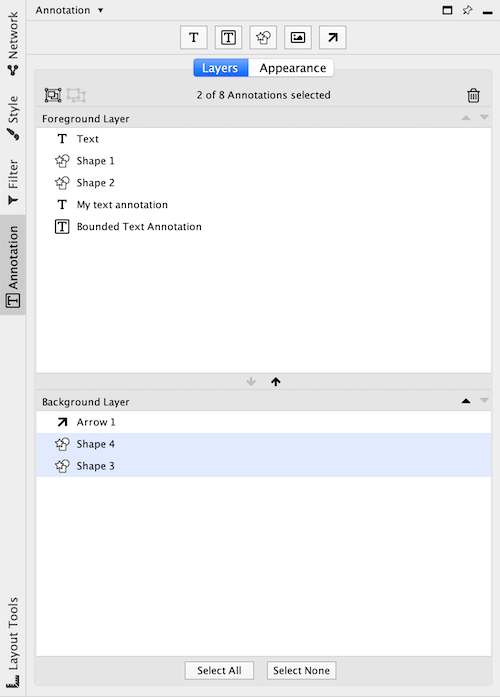 Annotation
Network
Style
Filter
Annotation
Layout Tools
Layers
Appearance
2 of 8 Annotations selected
Foreground Layer
Text
Shape 1
Shape 2
My text annotation
Bounded Text Annotation
Background Layer
Arrow 1
Shape 4
Shape 3
Select All
Select None